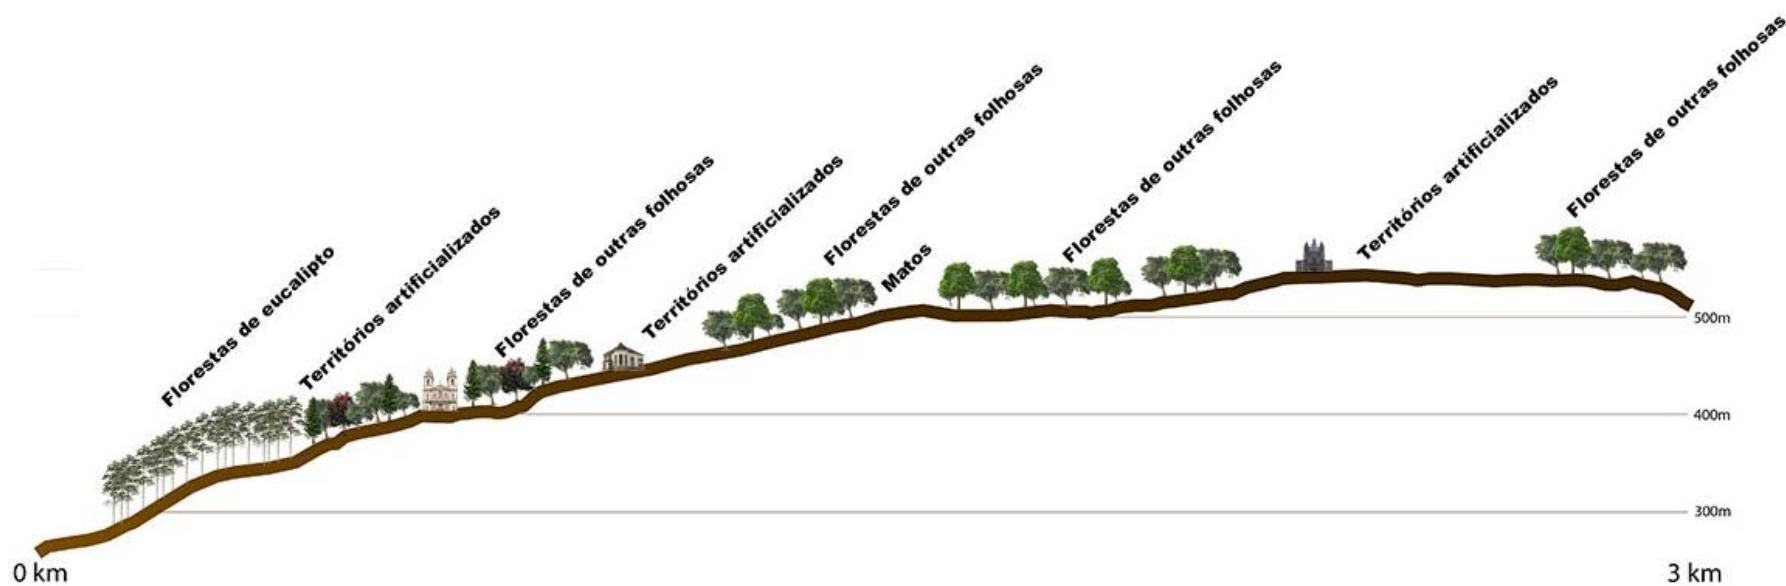 Florestas de eucalipto
Territórios artificializados
Florestas de outras folhosas
Territórios artificializados
Florestas de outras folhosas
Matos
Florestas de outras folhosas
Territórios artificializados
Florestas de outras folhosas
500m
400m
300m
0 km
3 km